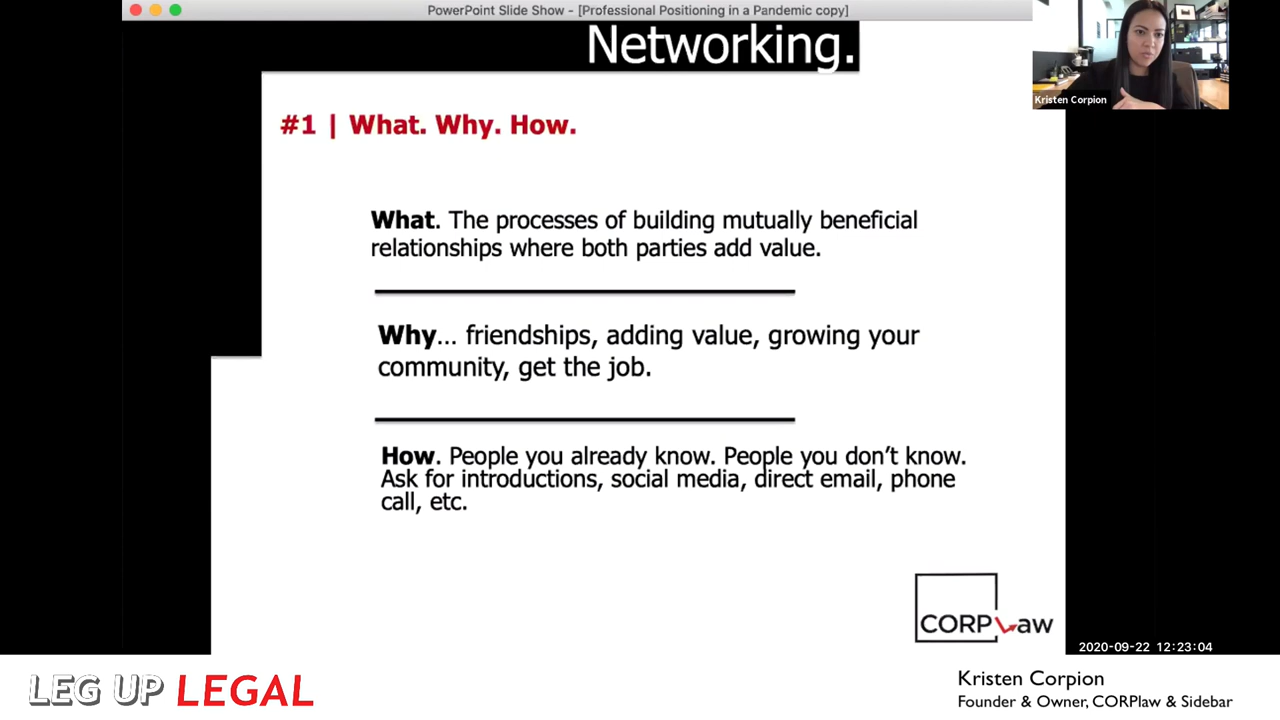 PowerPoint Slide Show - [Professional Positioning in a Pandemic copy]
Networking.
Kristen Corpion
#1 | What. Why. How.
What. The processes of building mutually beneficial
relationships where both parties add value.
Why... friendships, adding value, growing your
community, get the job.
How. People you already know. People you don’t know.
Ask for introductions, social media, direct email, phone
call, etc.
CORPLaw
2020-09-22 12:23:04
LEG UP LEGAL
Kristen Corpion
Founder & Owner, CORPlaw & Sidebar